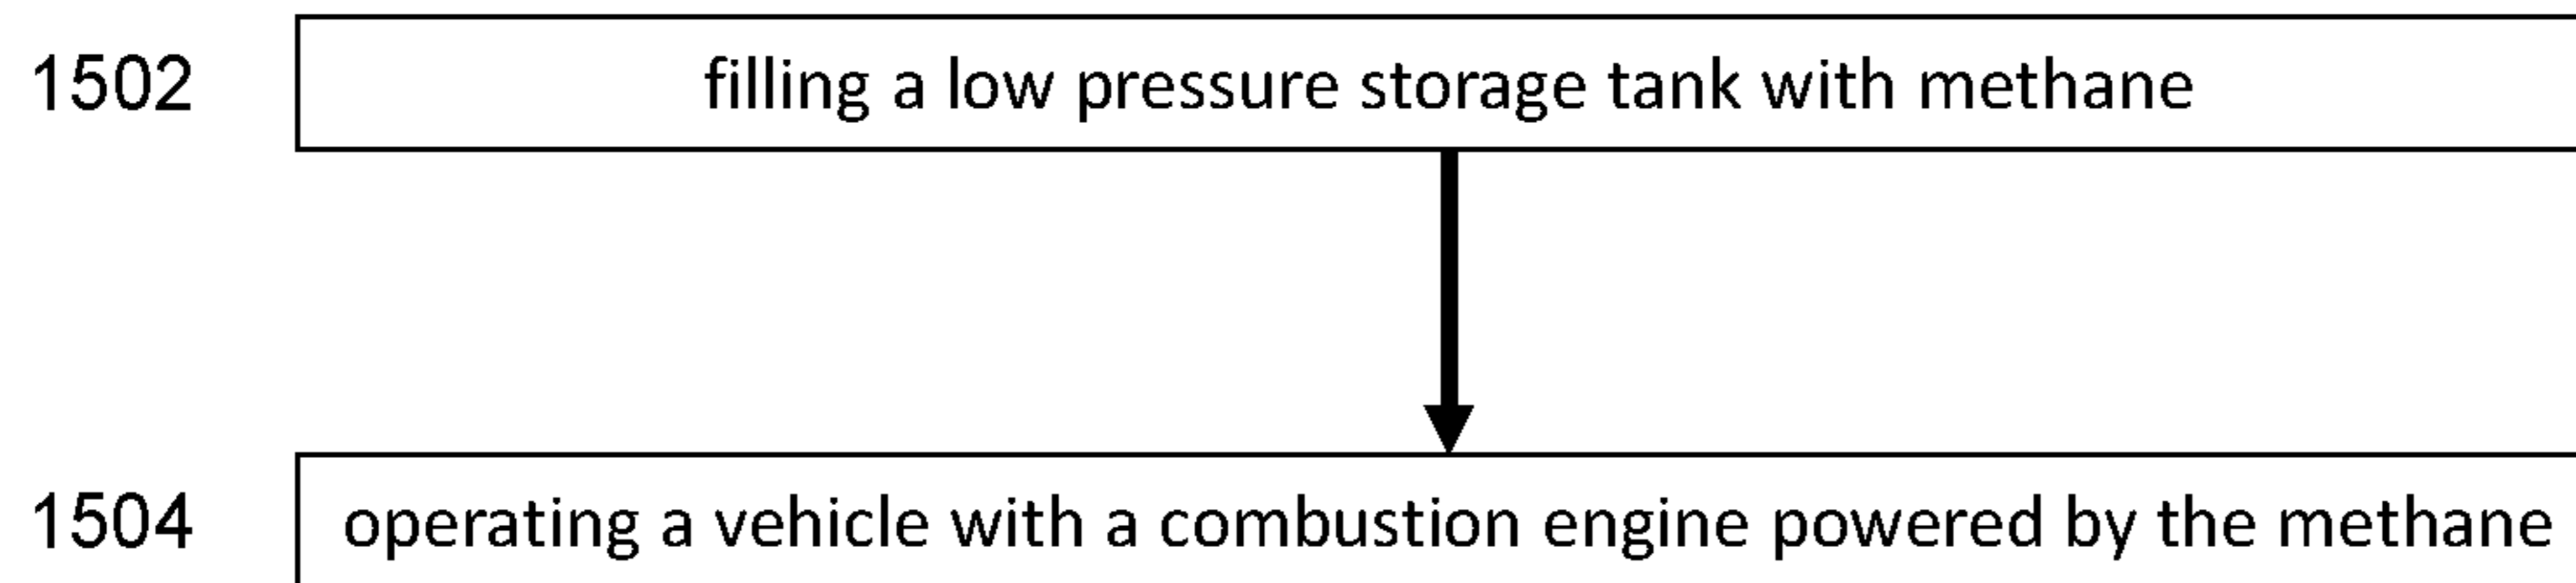 1502 filling a low pressure storage tank with methane
1504 operating a vehicle with a combustion engine powered by the methane